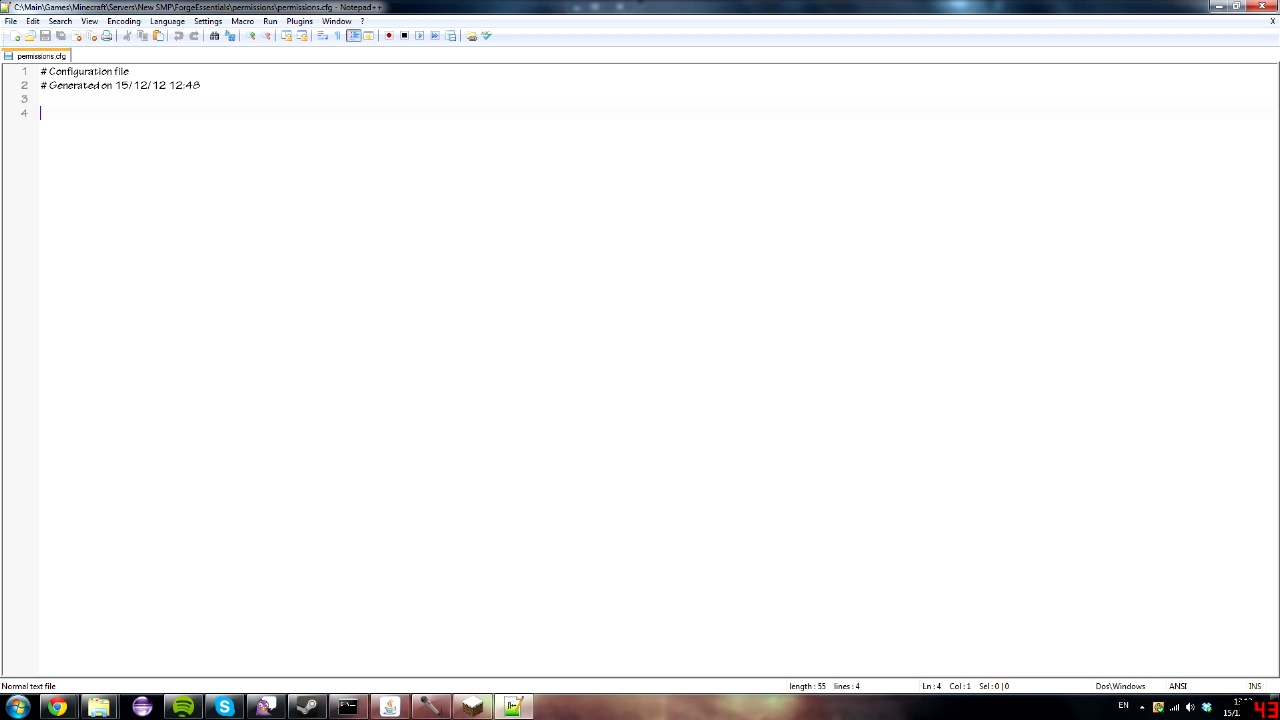 C:\Main\Games\Minecraft\Servers\New SMP\ForgeEssentials\permissions\permissions.cfg - Notepad++
File Edit Search View Encoding Language Settings Macro Run Plugins Window ? X
permissions.cfg
1 # Configuration file
2 # Generated on 15/12/12 12:48
3
4
Normal text file length : 55 lines : 4 Ln : 4 Col : 1 Sel : 0 | 0 Dos\Windows ANSI INS
EN
43